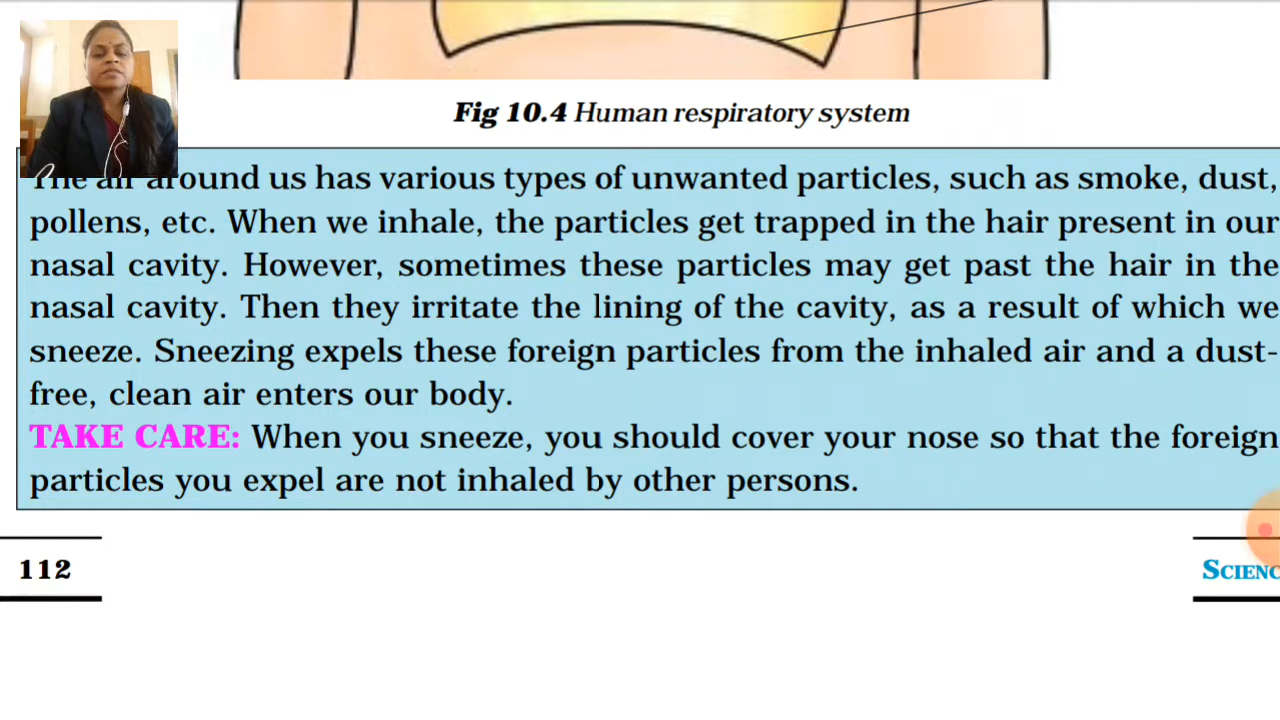 Fig 10.4 Human respiratory system
The air around us has various types of unwanted particles, such as smoke, dust,
pollens, etc. When we inhale, the particles get trapped in the hair present in our
nasal cavity. However, sometimes these particles may get past the hair in the
nasal cavity. Then they irritate the lining of the cavity, as a result of which we
sneeze. Sneezing expels these foreign particles from the inhaled air and a dust-
free, clean air enters our body.
TAKE CARE: When you sneeze, you should cover your nose so that the foreign
particles you expel are not inhaled by other persons.
112
SCIENC